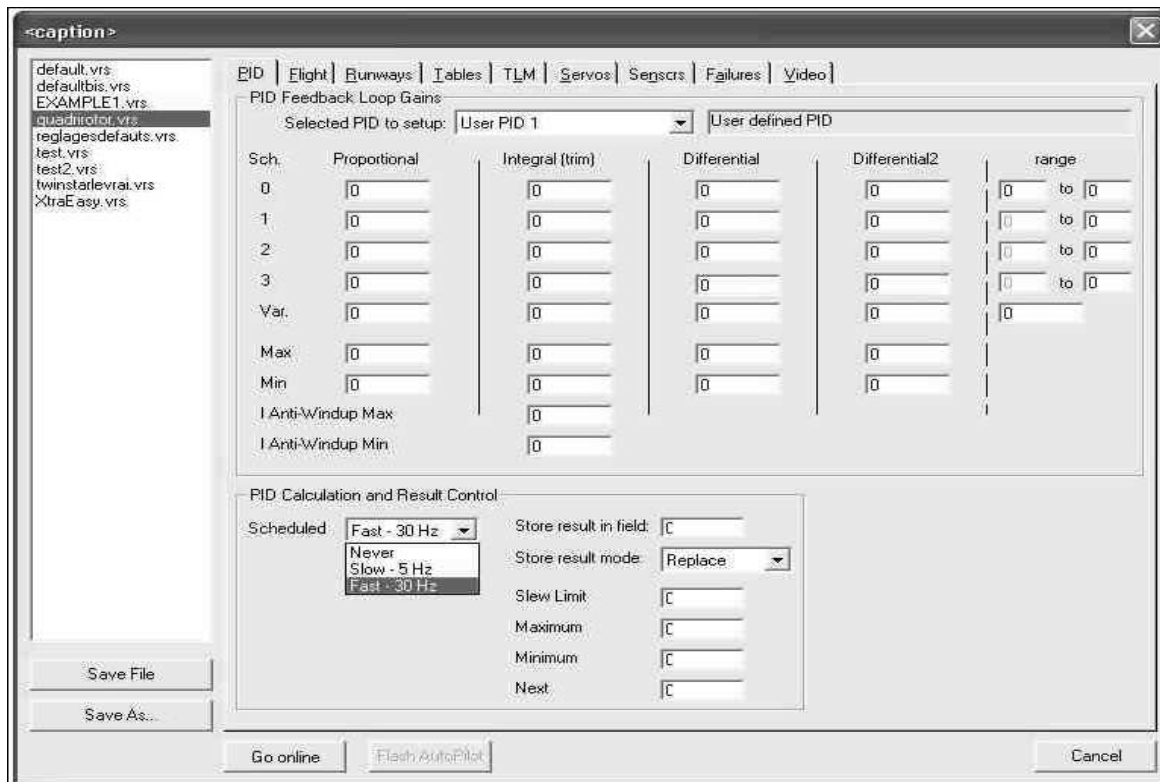 <caption>
default.vrs
defaultbis.vrs
EXAMPLE1.vrs
quadrirotor.vrs
reglagesdefauts.vrs
test.vrs
test2.vrs
twinstarlevrai.vrs
XtraEasy.vrs
Save File
Save As...
PID Flight Runways Tables TLM Servos Sensors Failures Video
PID Feedback Loop Gains
Selected PID to setup: User PID 1 User defined PID
Sch. Proportional Integral (trim) Differential Differential2 range
0 0 0 0 0 0 to 0
1 0 0 0 0 0 to 0
2 0 0 0 0 0 to 0
3 0 0 0 0 0 to 0
Var. 0 0 0 0 0
Max 0 0 0 0
Min 0 0 0 0
I Anti-Windup Max 0
I Anti-Windup Min 0
PID Calculation and Result Control
Scheduled Fast - 30 Hz
Never
Slow - 5 Hz
Fast - 30 Hz
Store result in field: 0
Store result mode: Replace
Slew Limit 0
Maximum 0
Minimum 0
Next 0
Go online Flash AutoPilot Cancel